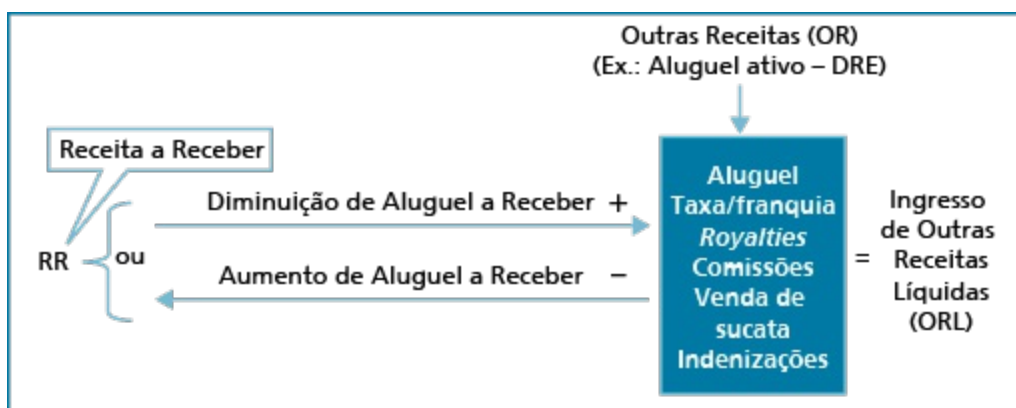 Outras Receitas (OR)
(Ex.: Aluguel ativo – DRE)
Receita a Receber
RR
ou
Diminuição de Aluguel a Receber +
Aumento de Aluguel a Receber –
Aluguel
Taxa/franquia
Royalties
Comissões
Venda de
sucata
Indenizações
=
Ingresso
de Outras
Receitas
Líquidas
(ORL)